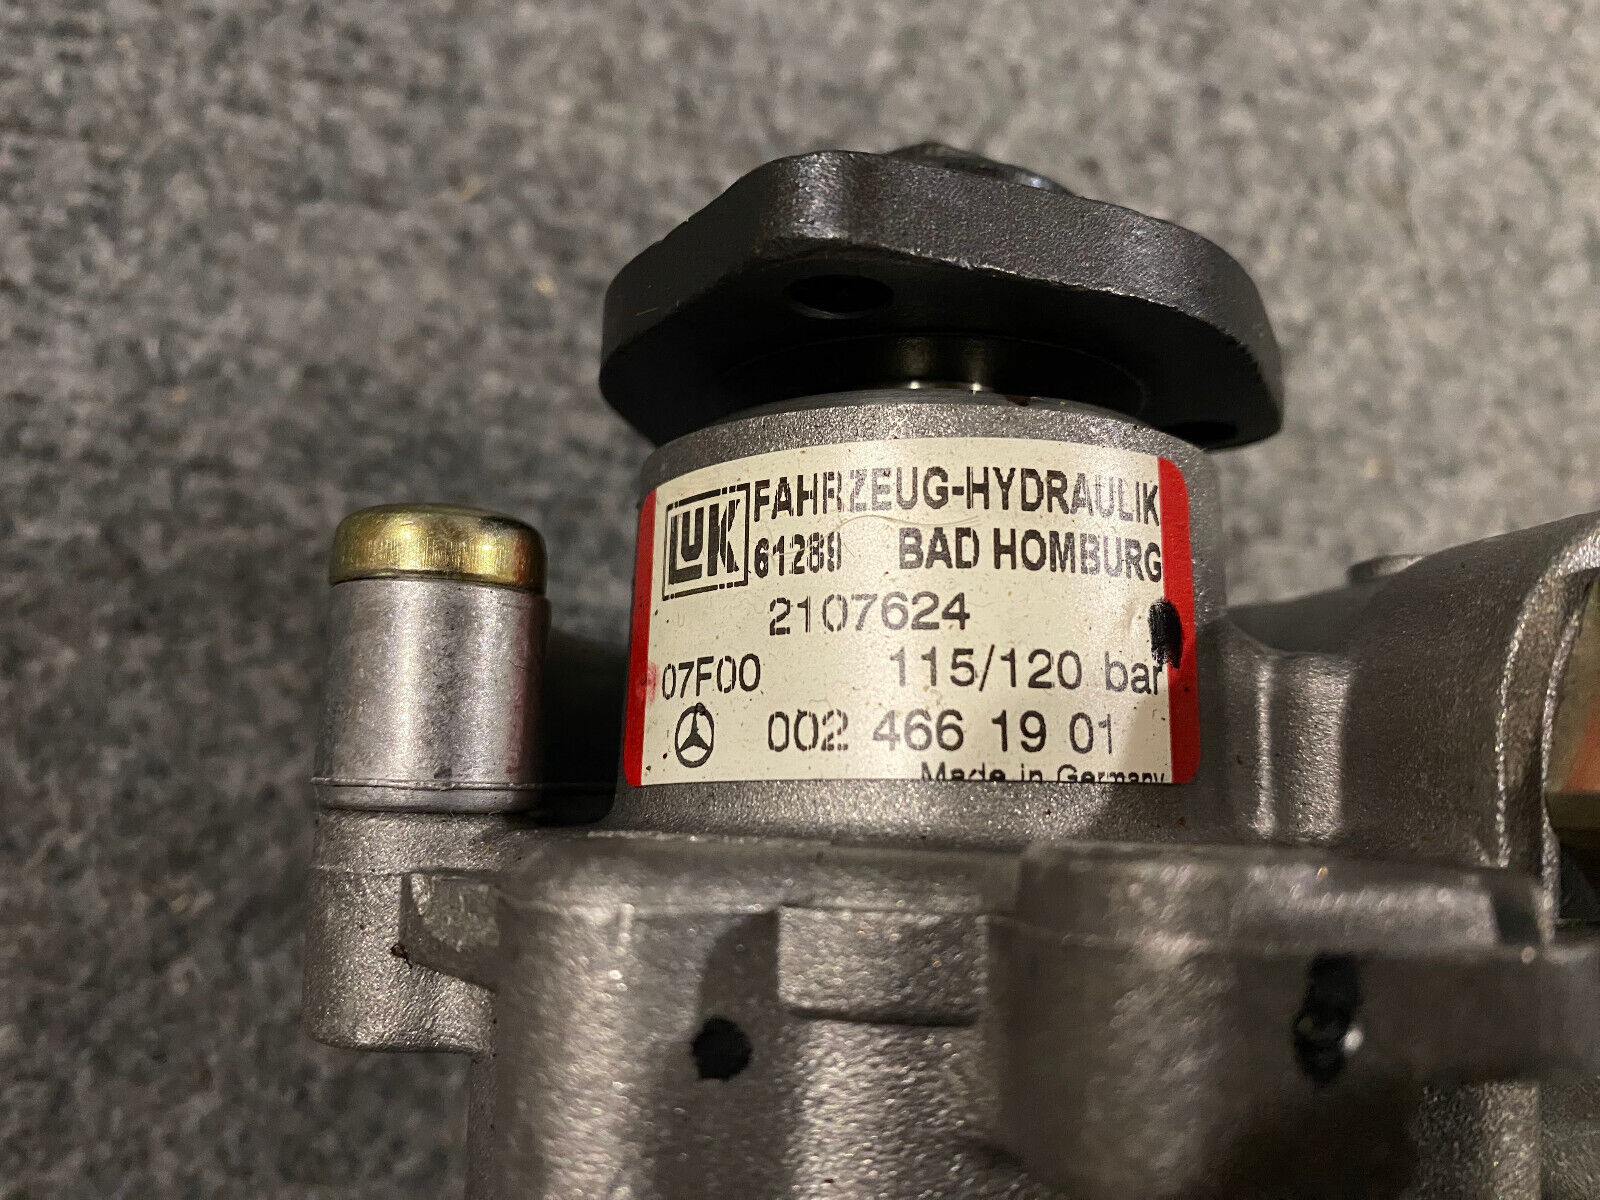 LuK FAHRZEUG-HYDRAULIK
61289 BAD HOMBURG
2107624
07F00 115/120 bar
002 466 19 01
Made in Germany